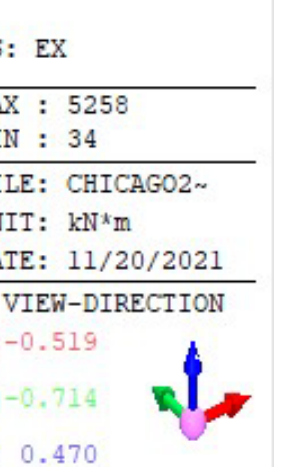 : EX
AX : 5258
IN : 34
ILE: CHICAGO2~
NIT: kN*m
ATE: 11/20/2021
VIEW-DIRECTION
-0.519
-0.714
0.470